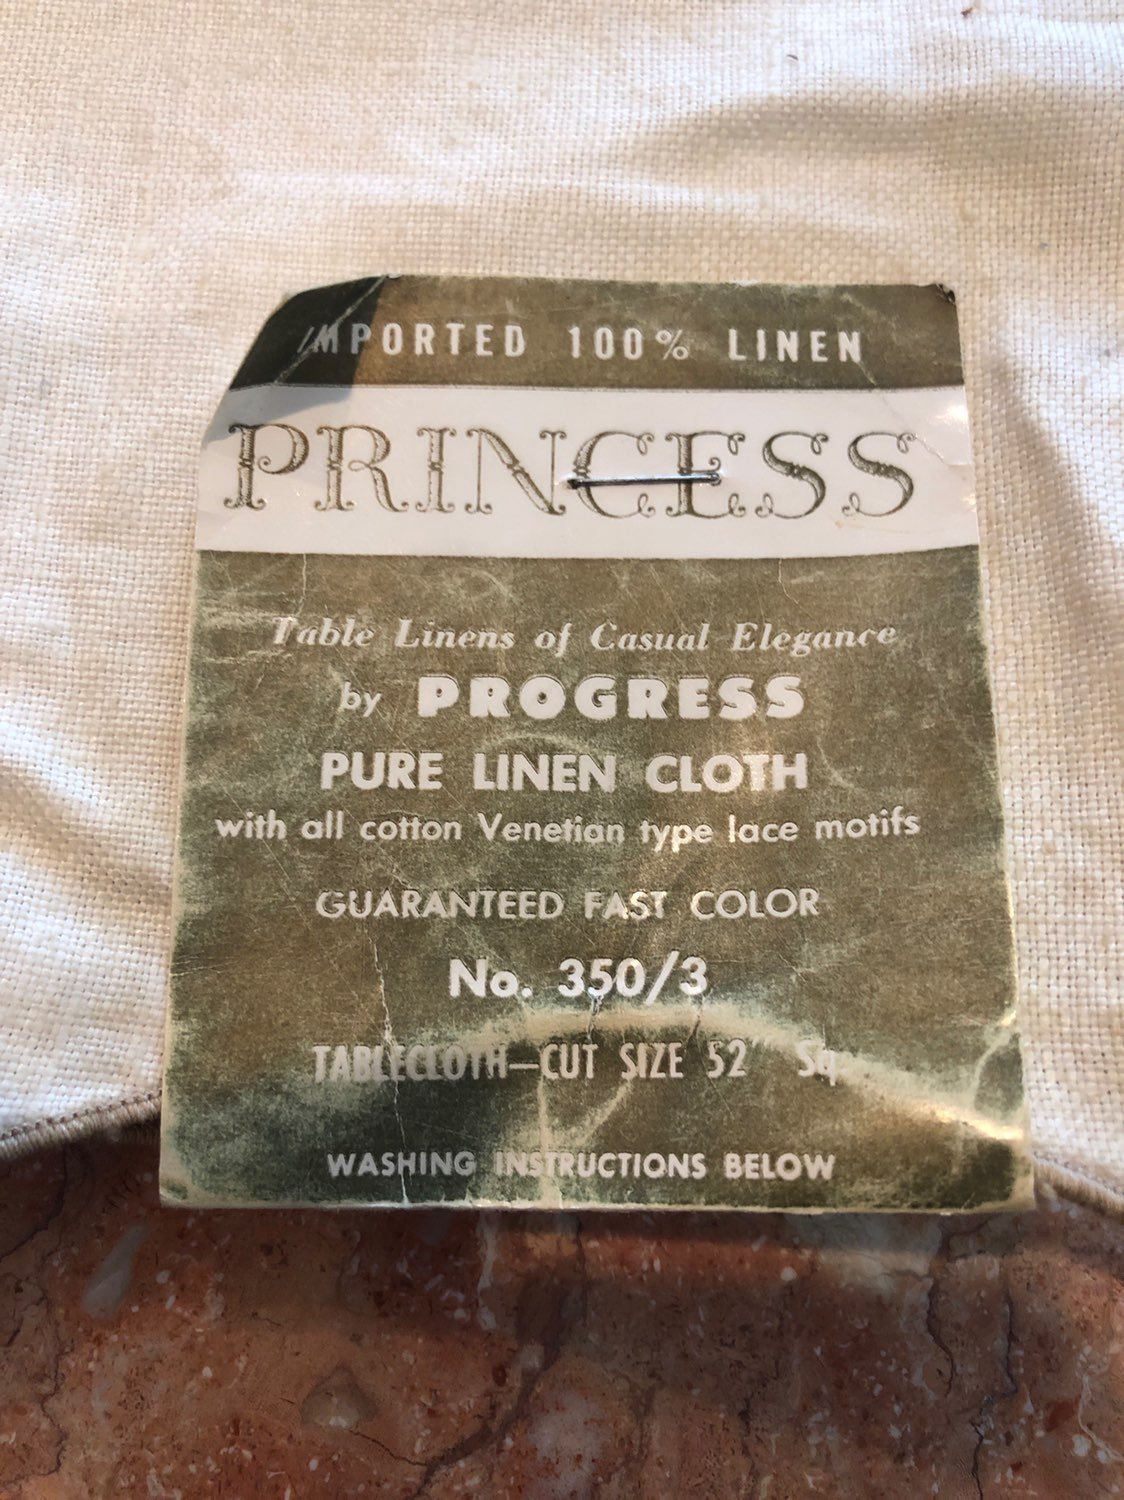 IMPORTED 100% LINEN
PRINCESS
Table Linens of Casual Elegance
by PROGRESS
PURE LINEN CLOTH
with all cotton Venetian type lace motifs
GUARANTEED FAST COLOR
No. 350/3
TABLECLOTH—CUT SIZE 52 Sq.
WASHING INSTRUCTIONS BELOW